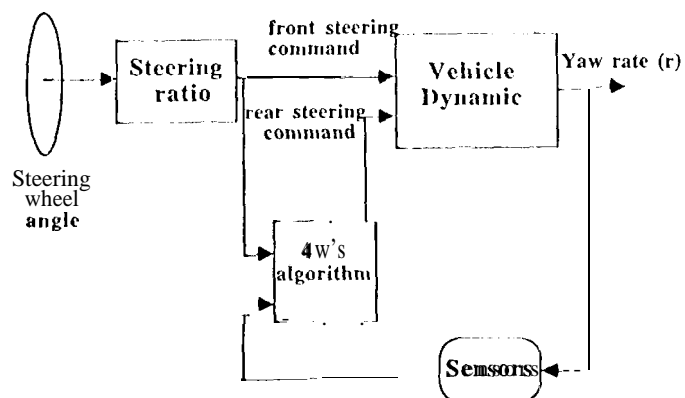 front steering
command
Steering
ratio
Vehicle
Dynamic
Yaw rate (r)
rear steering
command
Steering
wheel
angle
4w's
algorithm
Sensors